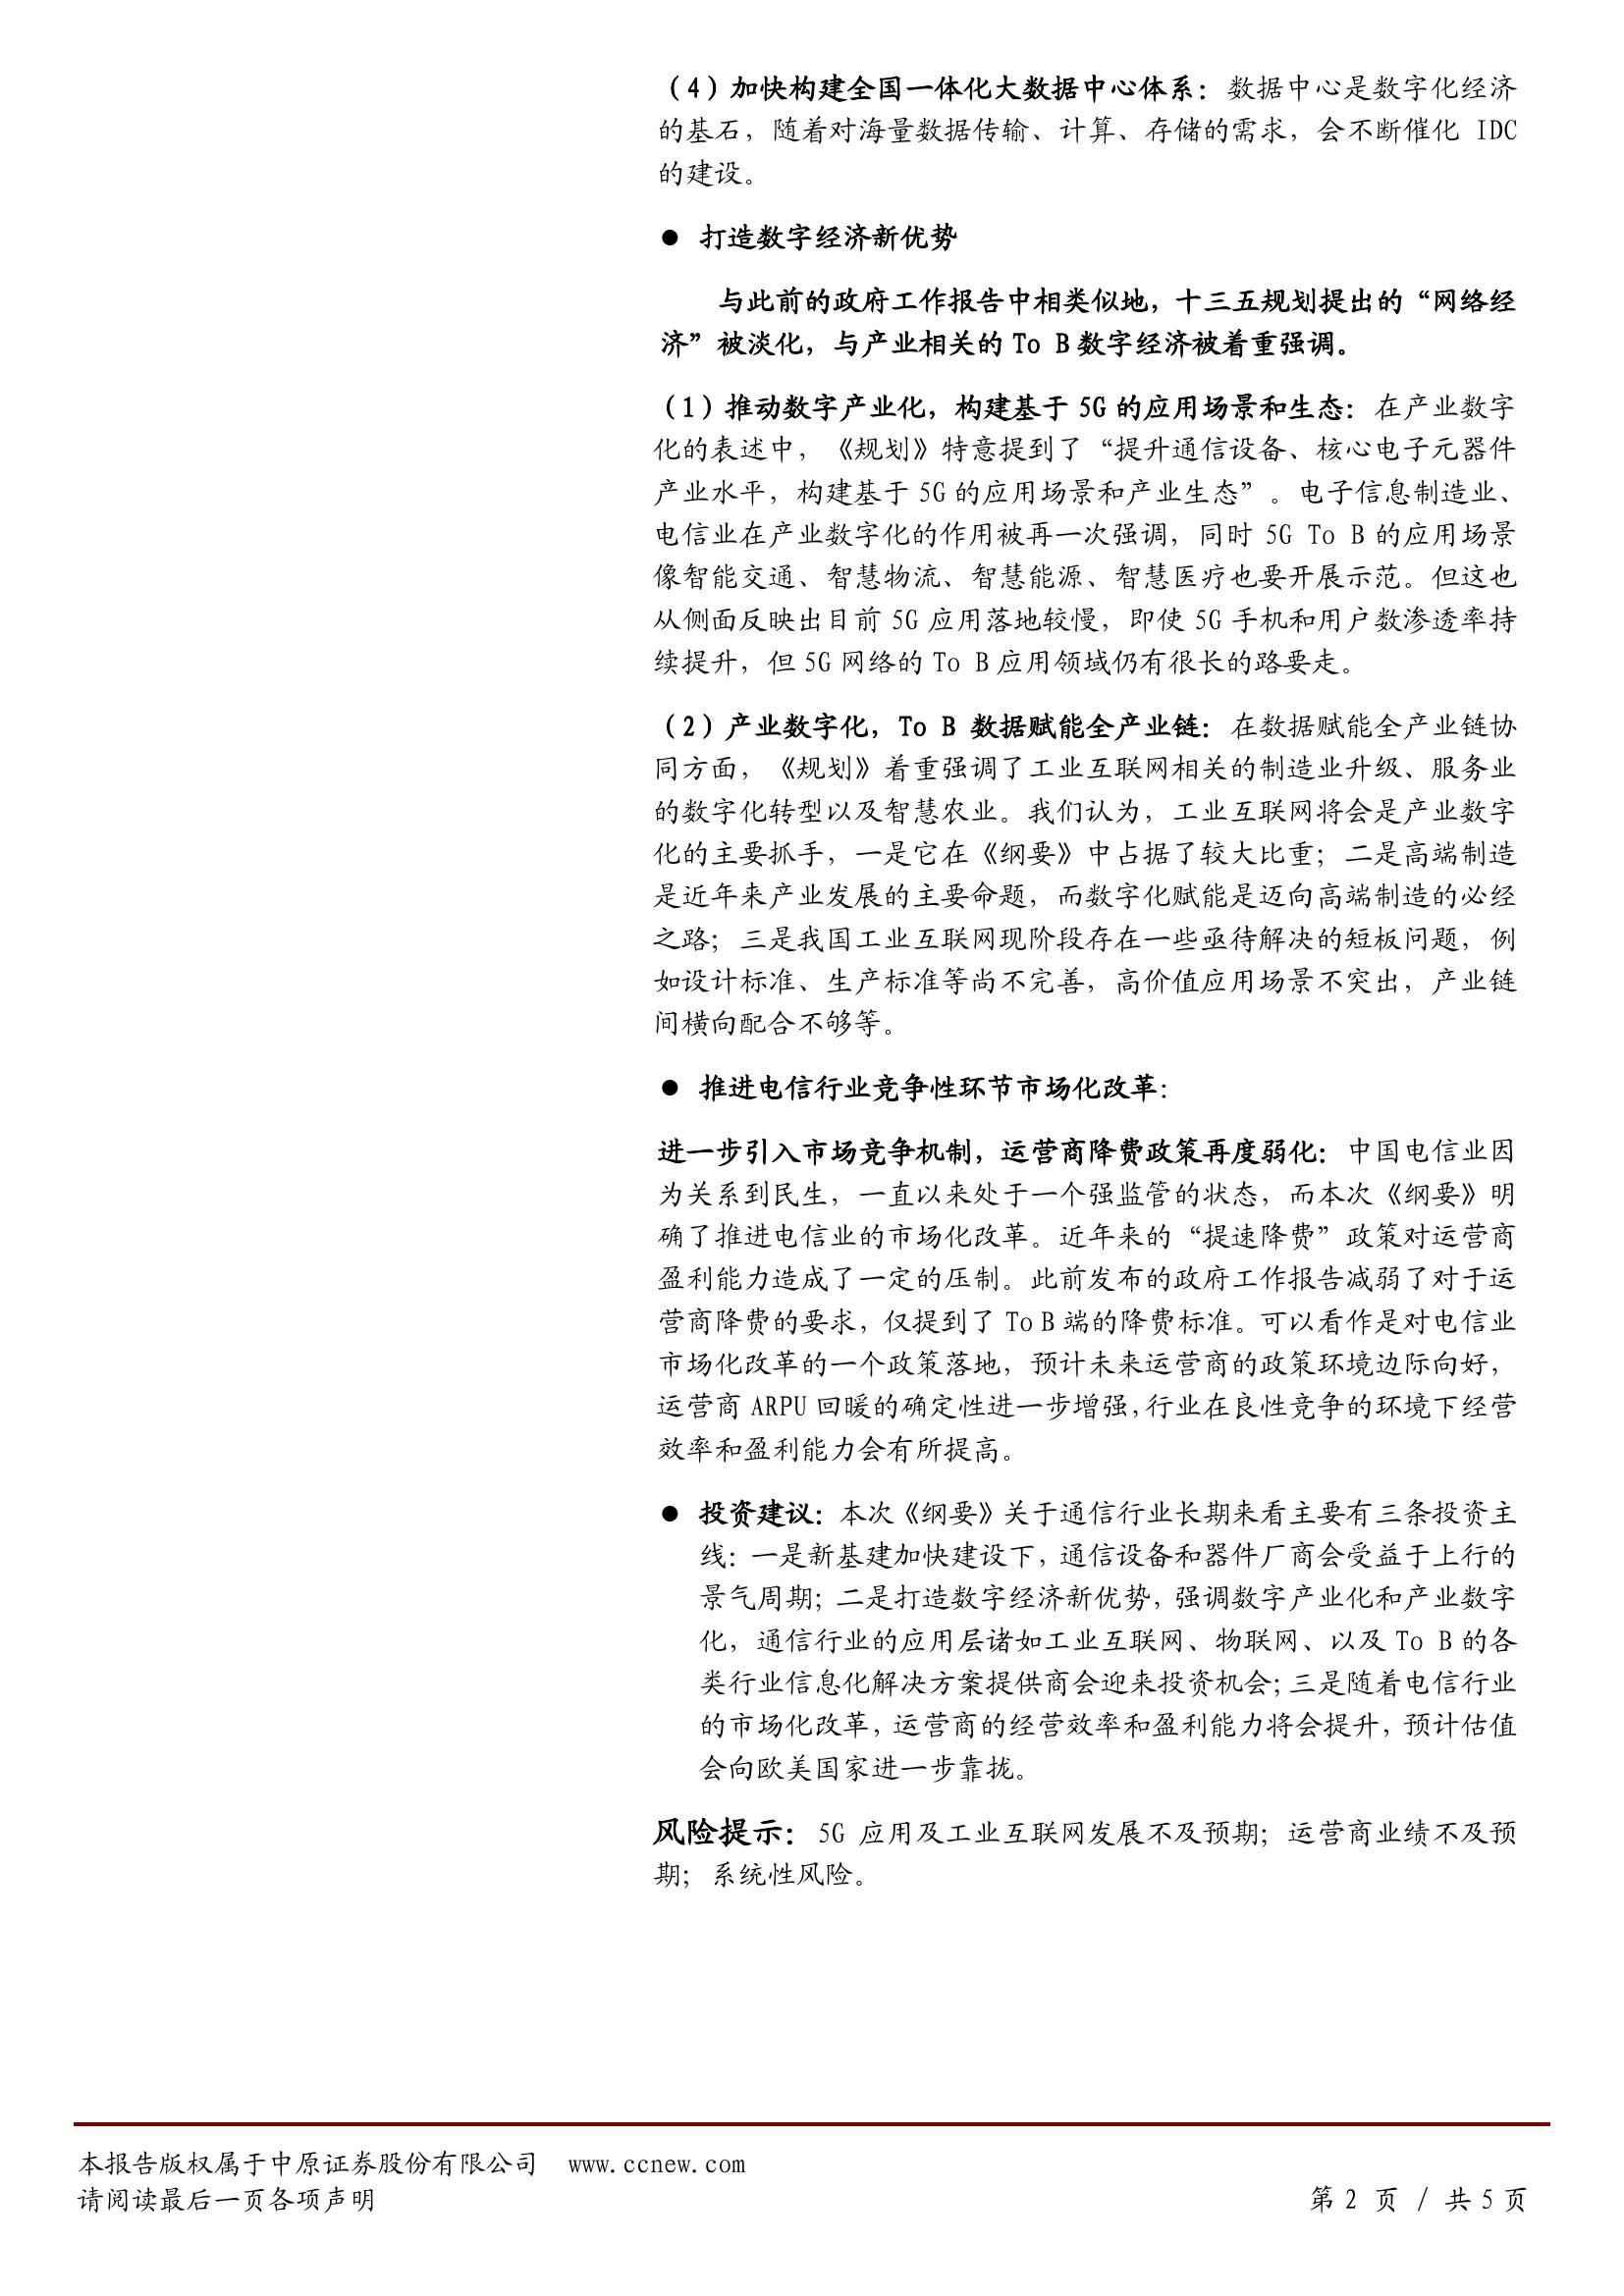 （4）加快构建全国一体化大数据中心体系：数据中心是数字化经济
的基石，随着对海量数据传输、计算、存储的需求，会不断催化 IDC
的建设。
● 打造数字经济新优势
与此前的政府工作报告中相类似地，十三五规划提出的“网络经
济”被淡化，与产业相关的 To B 数字经济被着重强调。
（1）推动数字产业化，构建基于 5G 的应用场景和生态：在产业数字
化的表述中，《规划》特意提到了“提升通信设备、核心电子元器件
产业水平，构建基于 5G 的应用场景和产业生态”。电子信息制造业、
电信业在产业数字化的作用被再一次强调，同时 5G To B 的应用场景
像智能交通、智慧物流、智慧能源、智慧医疗也要开展示范。但这也
从侧面反映出目前 5G 应用落地较慢，即使 5G 手机和用户数渗透率持
续提升，但 5G 网络的 To B 应用领域仍有很长的路要走。
（2）产业数字化，To B 数据赋能全产业链：在数据赋能全产业链协
同方面，《规划》着重强调了工业互联网相关的制造业升级、服务业
的数字化转型以及智慧农业。我们认为，工业互联网将会是产业数字
化的主要抓手，一是它在《纲要》中占据了较大比重；二是高端制造
是近年来产业发展的主要命题，而数字化赋能是迈向高端制造的必经
之路；三是我国工业互联网现阶段存在一些亟待解决的短板问题，例
如设计标准、生产标准等尚不完善，高价值应用场景不突出，产业链
间横向配合不够等。
● 推进电信行业竞争性环节市场化改革：
进一步引入市场竞争机制，运营商降费政策再度弱化：中国电信业因
为关系到民生，一直以来处于一个强监管的状态，而本次《纲要》明
确了推进电信业的市场化改革。近年来的“提速降费”政策对运营商
盈利能力造成了一定的压制。此前发布的政府工作报告减弱了对于运
营商降费的要求，仅提到了 To B 端的降费标准。可以看作是对电信业
市场化改革的一个政策落地，预计未来运营商的政策环境边际向好，
运营商 ARPU 回暖的确定性进一步增强，行业在良性竞争的环境下经营
效率和盈利能力会有所提高。
● 投资建议：本次《纲要》关于通信行业长期来看主要有三条投资主
线：一是新基建加快建设下，通信设备和器件厂商会受益于上行的
景气周期；二是打造数字经济新优势，强调数字产业化和产业数字
化，通信行业的应用层诸如工业互联网、物联网、以及 To B 的各
类行业信息化解决方案提供商会迎来投资机会；三是随着电信行业
的市场化改革，运营商的经营效率和盈利能力将会提升，预计估值
会向欧美国家进一步靠拢。
风险提示：5G 应用及工业互联网发展不及预期；运营商业绩不及预
期；系统性风险。
本报告版权属于中原证券股份有限公司 www.ccnew.com
请阅读最后一页各项声明
第 2 页 / 共 5 页